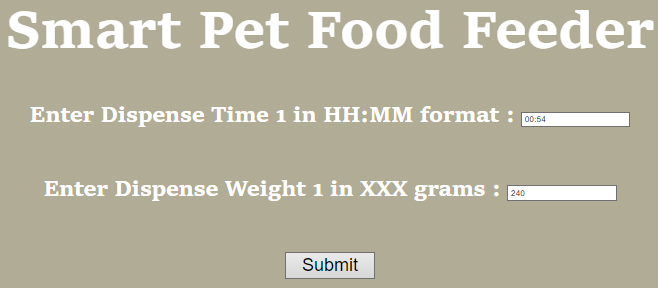 Smart Pet Food Feeder
Enter Dispense Time 1 in HH:MM format : 00:54
Enter Dispense Weight 1 in XXX grams : 240
Submit